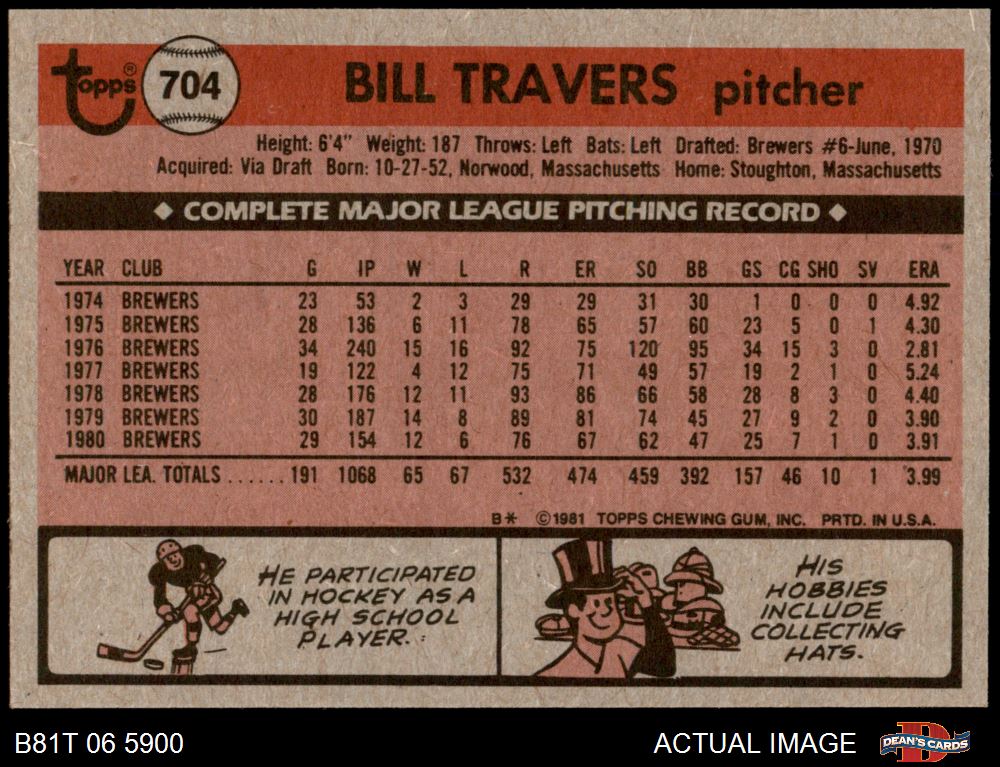 topps® 704 BILL TRAVERS pitcher
Height: 6'4" Weight: 187 Throws: Left Bats: Left Drafted: Brewers #6-June, 1970
Acquired: Via Draft Born: 10-27-52, Norwood, Massachusetts Home: Stoughton, Massachusetts
◆ COMPLETE MAJOR LEAGUE PITCHING RECORD ◆
YEAR CLUB G IP W L R ER SO BB GS CG SHO SV ERA
1974 BREWERS 23 53 2 3 29 29 31 30 1 0 0 0 4.92
1975 BREWERS 28 136 6 11 78 65 57 60 23 5 0 1 4.30
1976 BREWERS 34 240 15 16 92 75 120 95 34 15 3 0 2.81
1977 BREWERS 19 122 4 12 75 71 49 57 19 2 1 0 5.24
1978 BREWERS 28 176 12 11 93 86 66 58 28 8 3 0 4.40
1979 BREWERS 30 187 14 8 89 81 74 45 27 9 2 0 3.90
1980 BREWERS 29 154 12 6 76 67 62 47 25 7 1 0 3.91
MAJOR LEA. TOTALS ...... 191 1068 65 67 532 474 459 392 157 46 10 1 3.99
B* ©1981 TOPPS CHEWING GUM, INC. PRTD. IN U.S.A.
HE PARTICIPATED
IN HOCKEY AS A
HIGH SCHOOL
PLAYER.
HIS
HOBBIES
INCLUDE
COLLECTING
HATS.
B81T 06 5900 ACTUAL IMAGE D DEAN'S CARDS